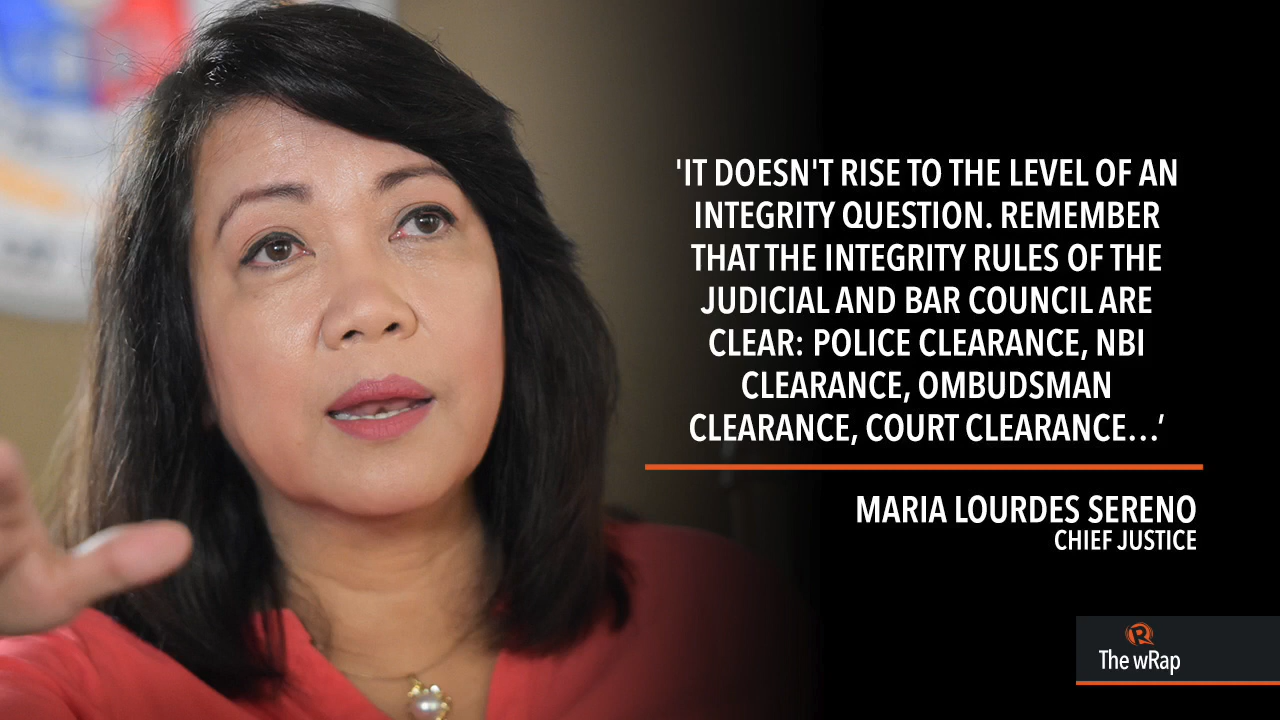 'IT DOESN'T RISE TO THE LEVEL OF AN
INTEGRITY QUESTION. REMEMBER
THAT THE INTEGRITY RULES OF THE
JUDICIAL AND BAR COUNCIL ARE
CLEAR: POLICE CLEARANCE, NBI
CLEARANCE, OMBUDSMAN
CLEARANCE, COURT CLEARANCE...‘
MARIA LOURDES SERENO
CHIEF JUSTICE
R
The wRap